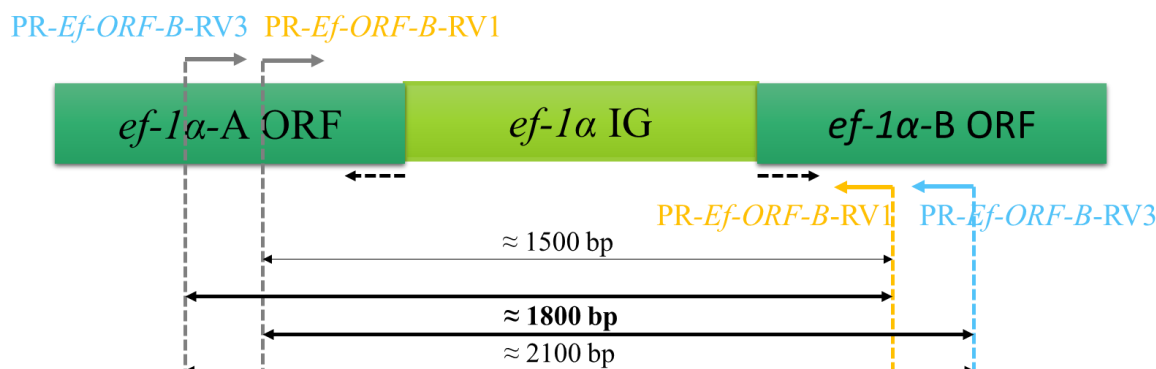 PR-Ef-ORF-B-RV3 PR-Ef-ORF-B-RV1
ef-1α-A ORF ef-1α IG ef-1α-B ORF
PR-Ef-ORF-B-RV1 PR-Ef-ORF-B-RV3
≈ 1500 bp
≈ 1800 bp
≈ 2100 bp